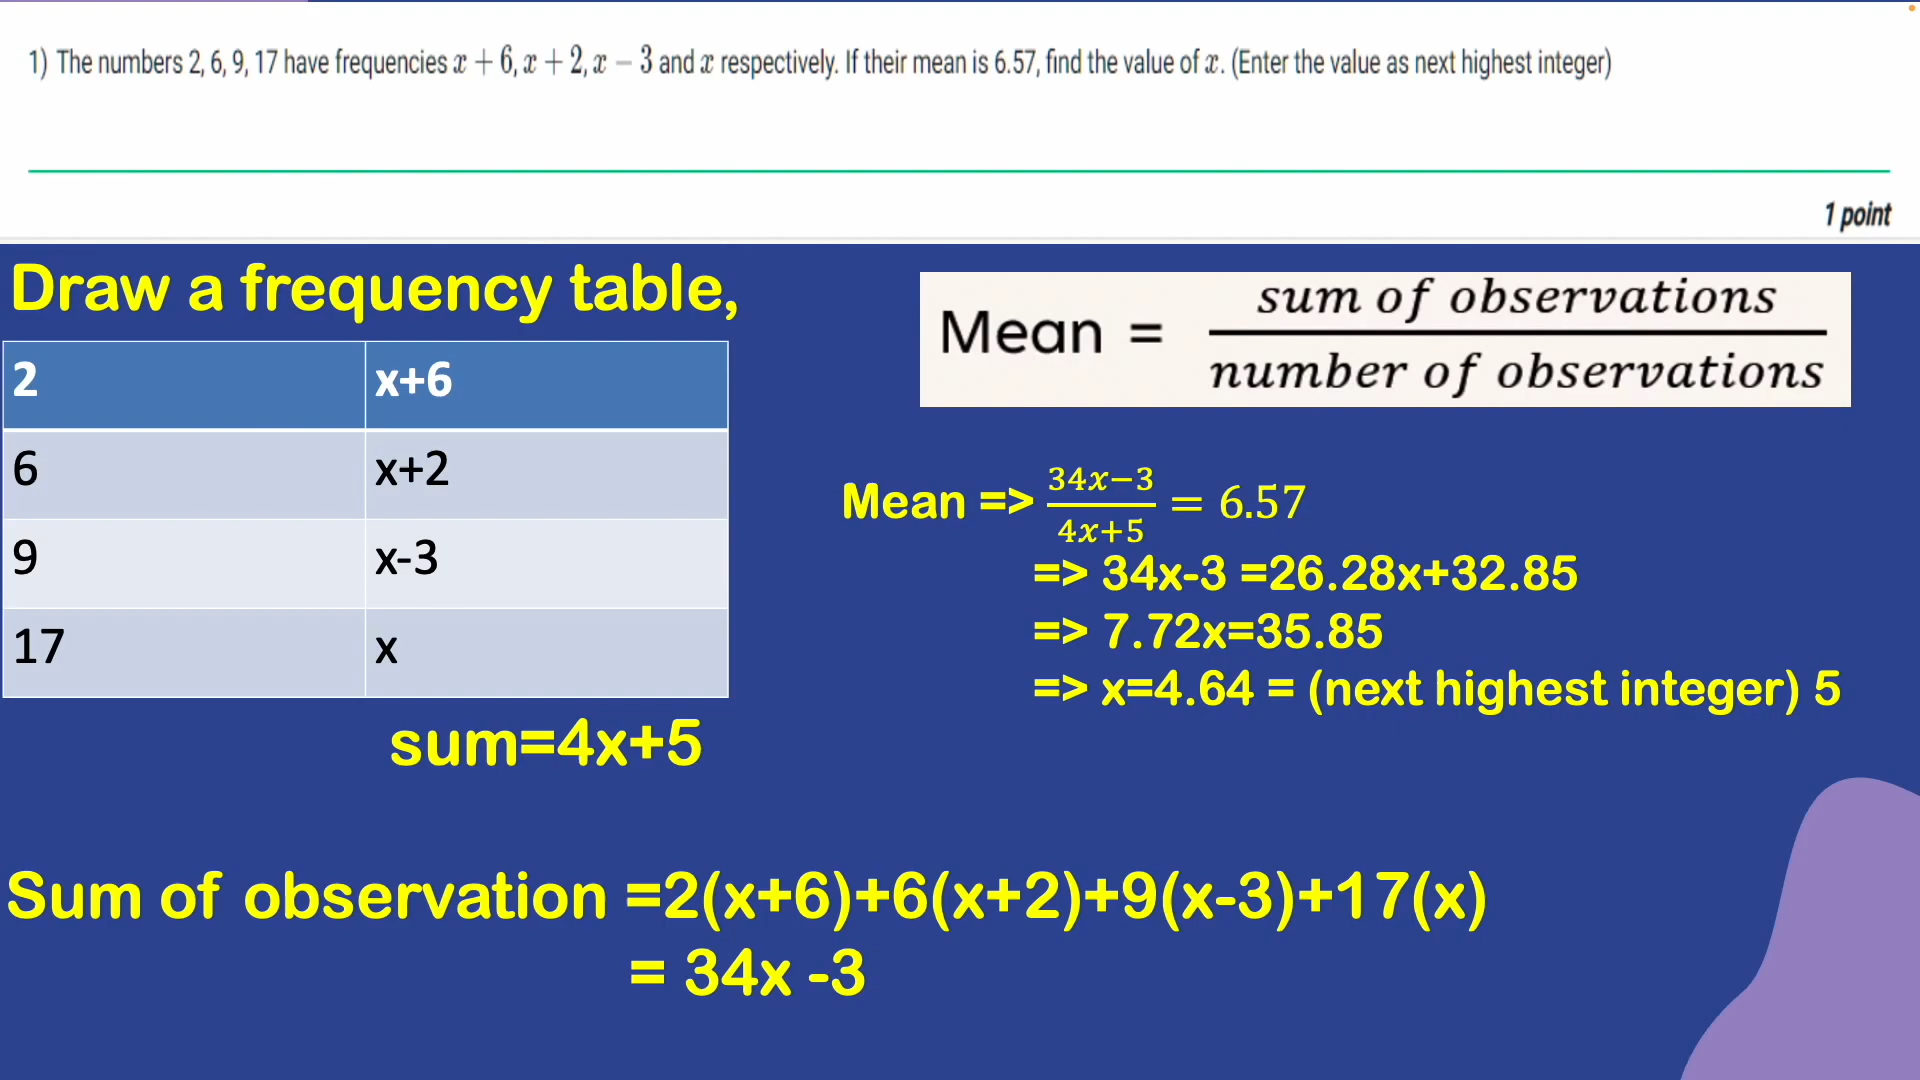 1) The numbers 2, 6, 9, 17 have frequencies x + 6, x + 2, x − 3 and x respectively. If their mean is 6.57, find the value of x. (Enter the value as next highest integer)
1 point
Draw a frequency table,
2 x+6
6 x+2
9 x-3
17 x
sum=4x+5
Mean = sum of observations
number of observations
Mean => 34x−3
4x+5 = 6.57
=> 34x-3 =26.28x+32.85
=> 7.72x=35.85
=> x=4.64 = (next highest integer) 5
Sum of observation =2(x+6)+6(x+2)+9(x-3)+17(x)
= 34x -3